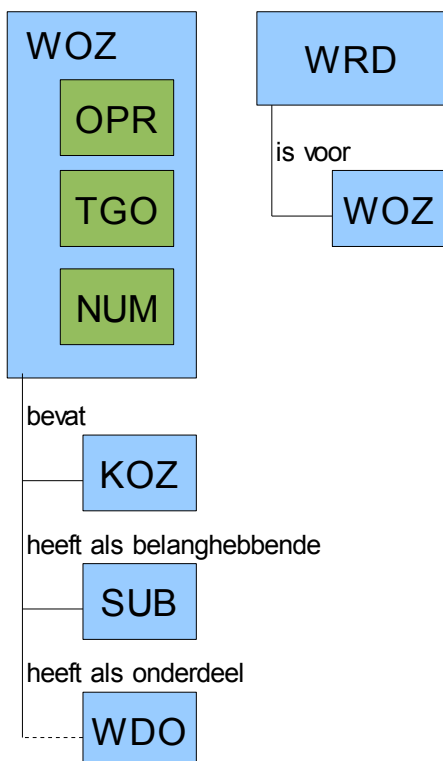 WOZ
OPR
TGO
NUM
bevat
KOZ
heeft als belanghebbende
SUB
heeft als onderdeel
WDO
WRD
is voor
WOZ